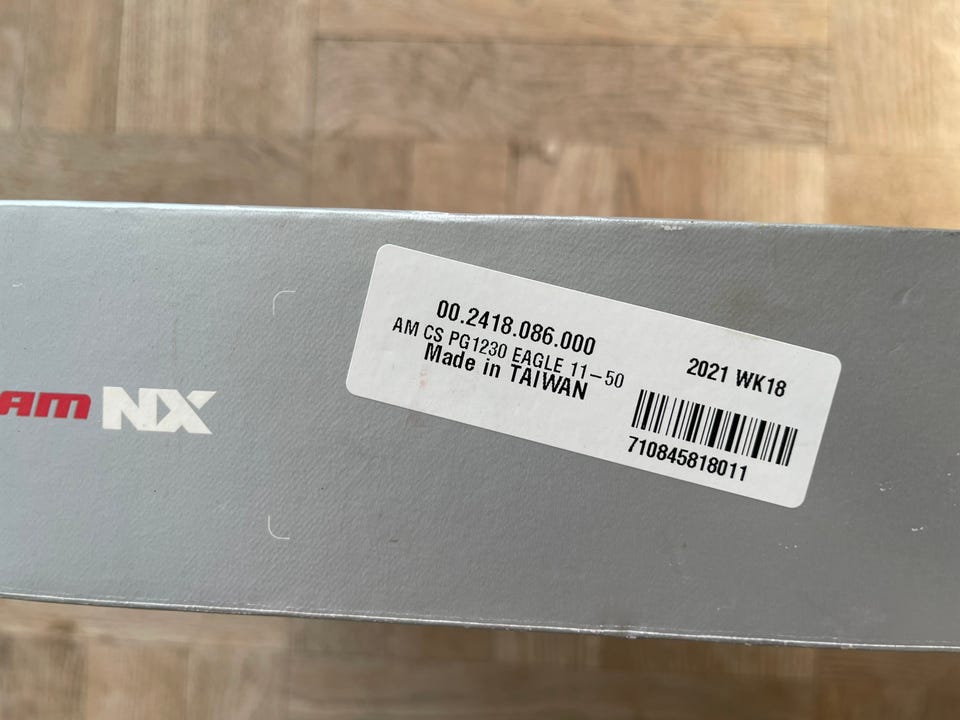 am NX
00.2418.086.000
AM CS PG1230 EAGLE 11-50
Made in TAIWAN
2021 WK18
710845818011